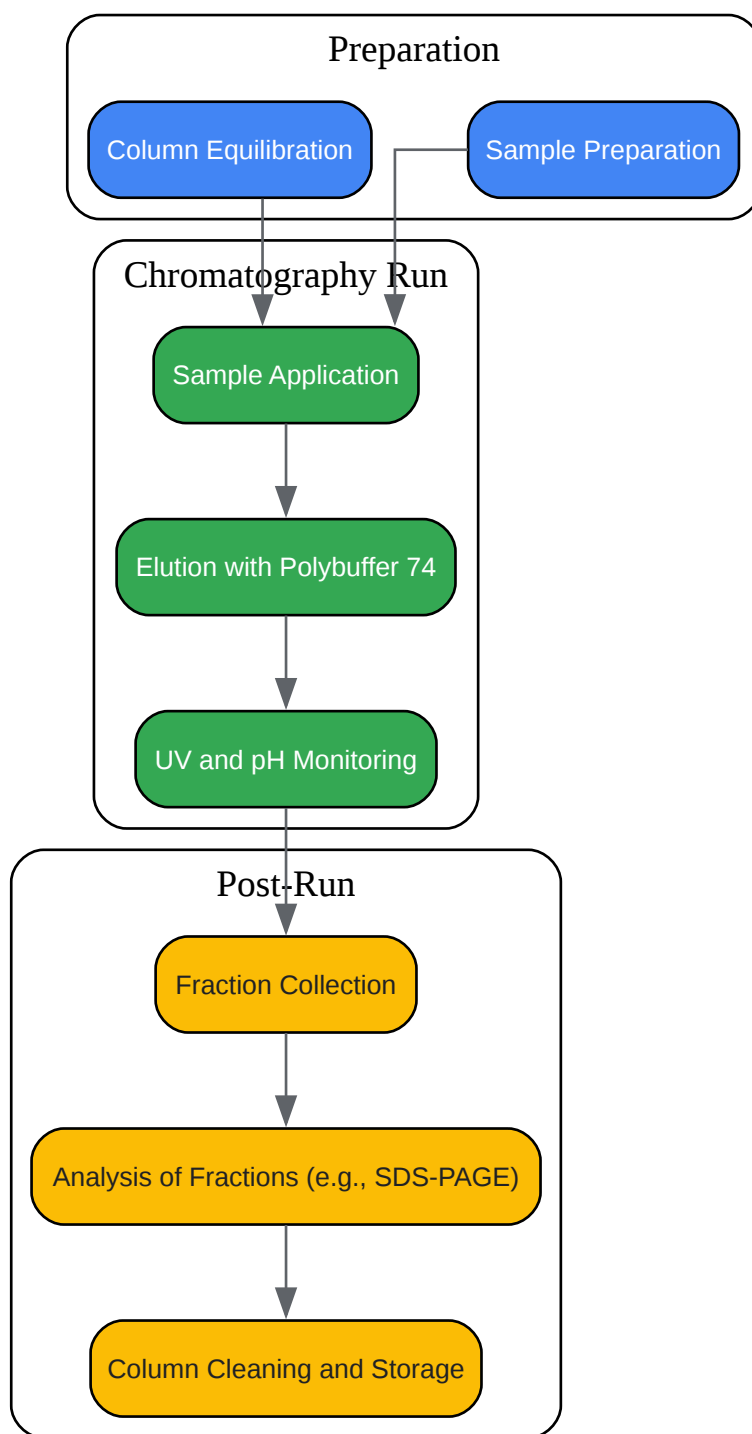 Preparation
Column Equilibration
Sample Preparation
Chromatography Run
Sample Application
Elution with Polybuffer 74
UV and pH Monitoring
Post-Run
Fraction Collection
Analysis of Fractions (e.g., SDS-PAGE)
Column Cleaning and Storage